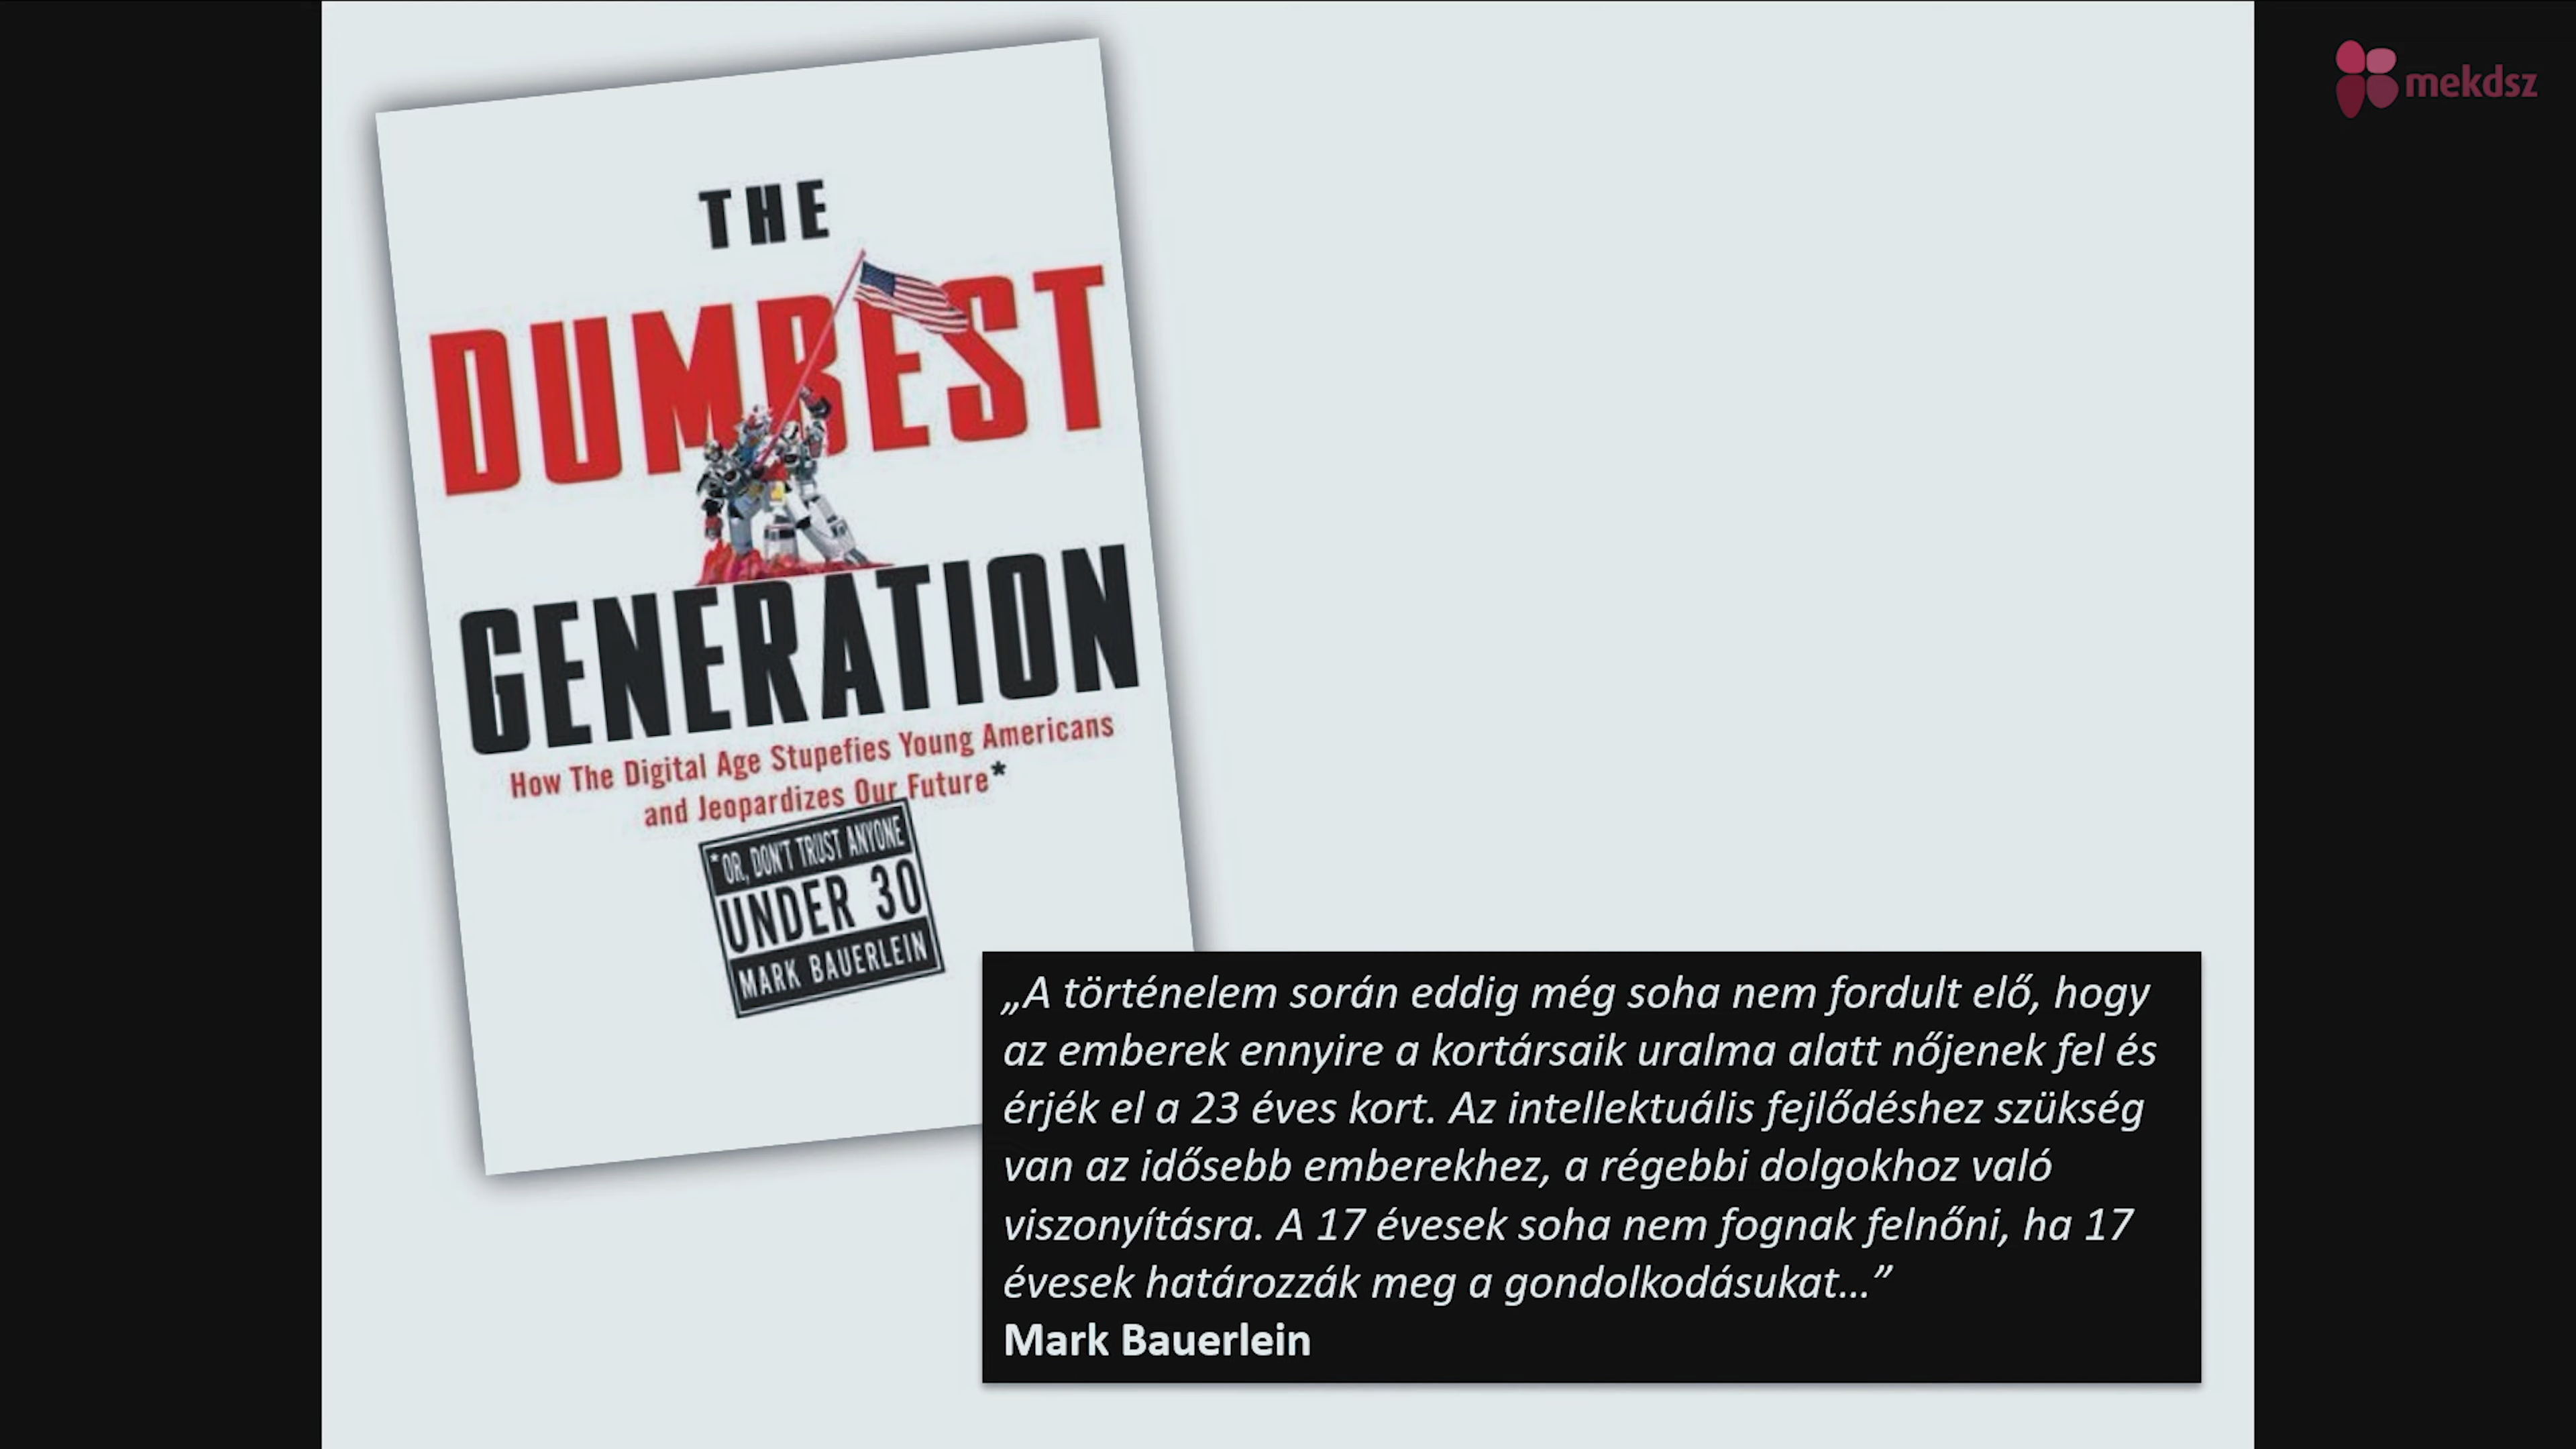 mekdsz
THE
DUMBEST
GENERATION
How The Digital Age Stupefies Young Americans
and Jeopardizes Our Future*
*OR, DON'T TRUST ANYONE
UNDER 30
MARK BAUERLEIN
„A történelem során eddig még soha nem fordult elő, hogy
az emberek ennyire a kortársaik uralma alatt nőjenek fel és
érjék el a 23 éves kort. Az intellektuális fejlődéshez szükség
van az idősebb emberekhez, a régebbi dolgokhoz való
viszonyításra. A 17 évesek soha nem fognak felnőni, ha 17
évesek határozzák meg a gondolkodásukat…”
Mark Bauerlein